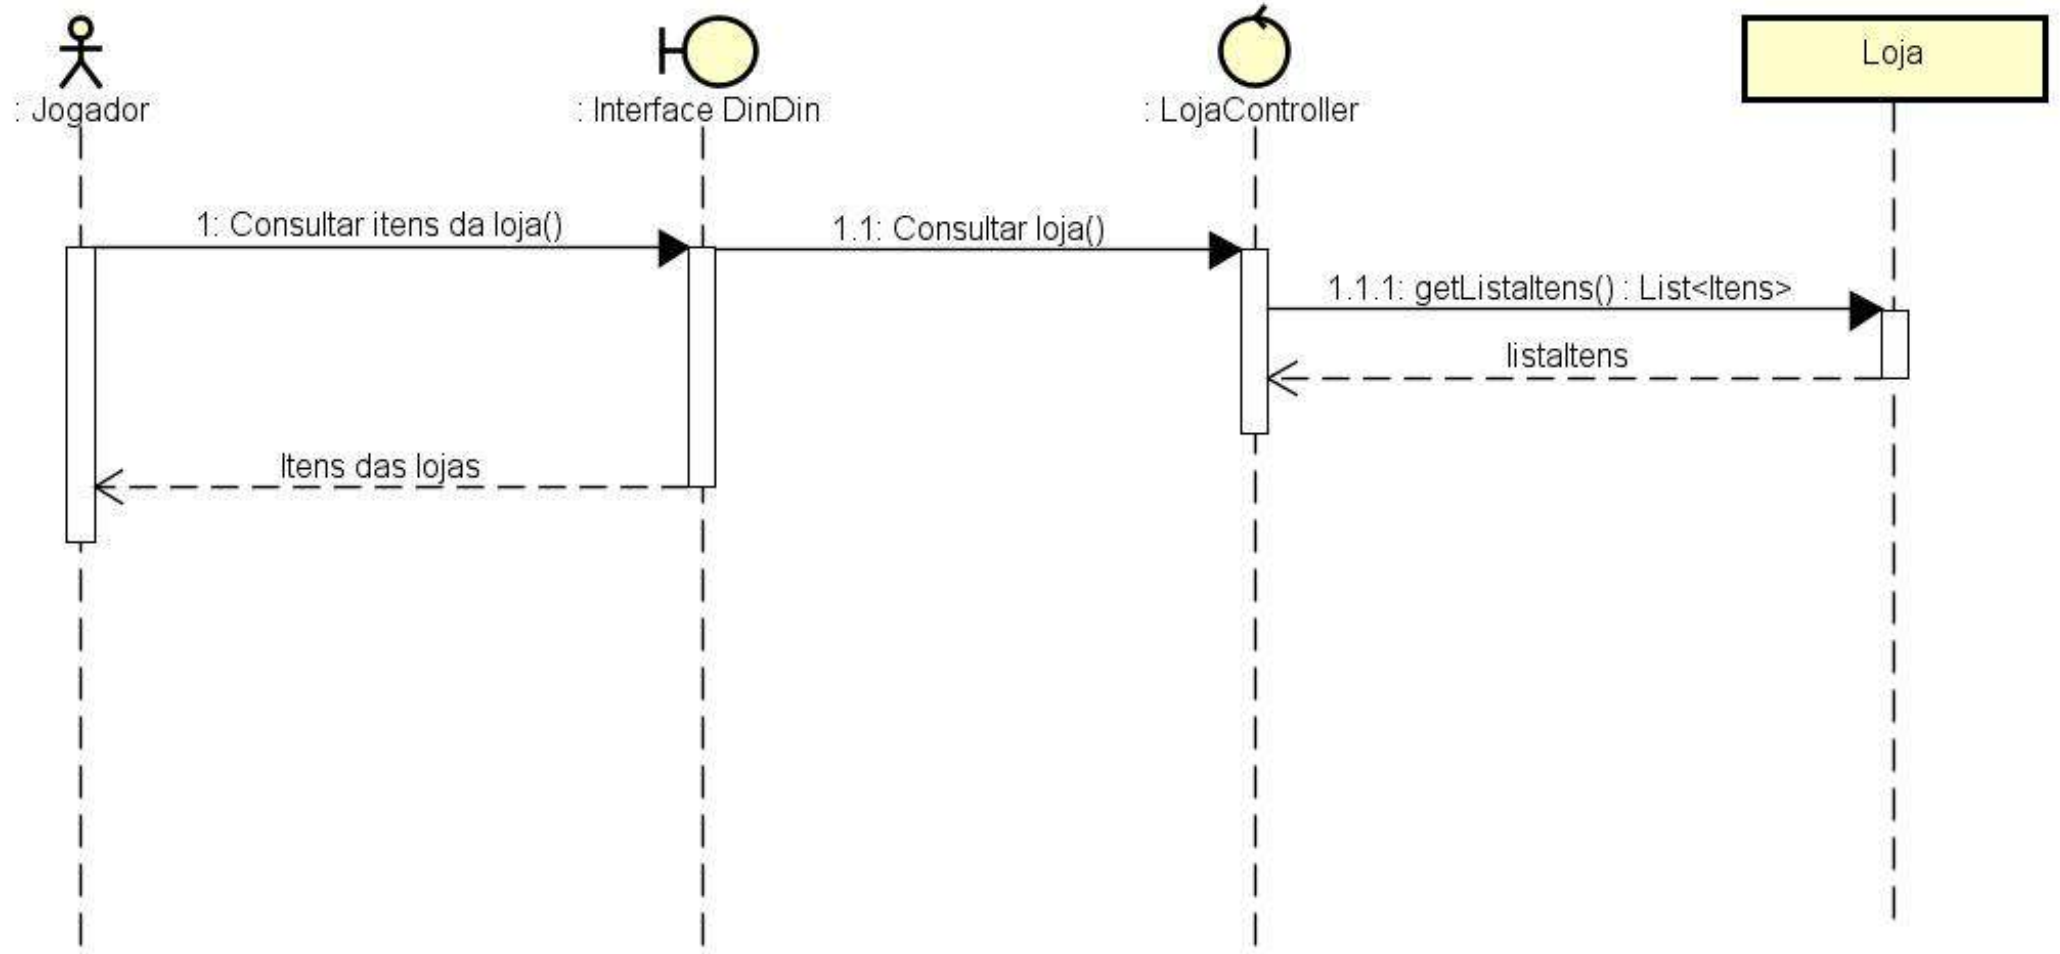 : Jogador
: Interface DinDin
: LojaController
Loja
1: Consultar itens da loja()
1.1: Consultar loja()
1.1.1: getListaItens() : List<Itens>
listaItens
Itens das lojas